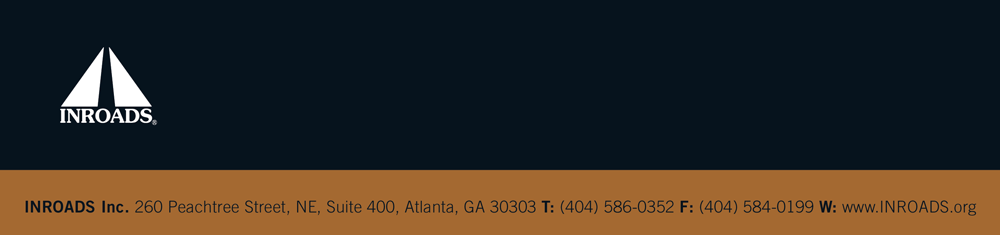 INROADS®
INROADS Inc. 260 Peachtree Street, NE, Suite 400, Atlanta, GA 30303 T: (404) 586-0352 F: (404) 584-0199 W: www.INROADS.org